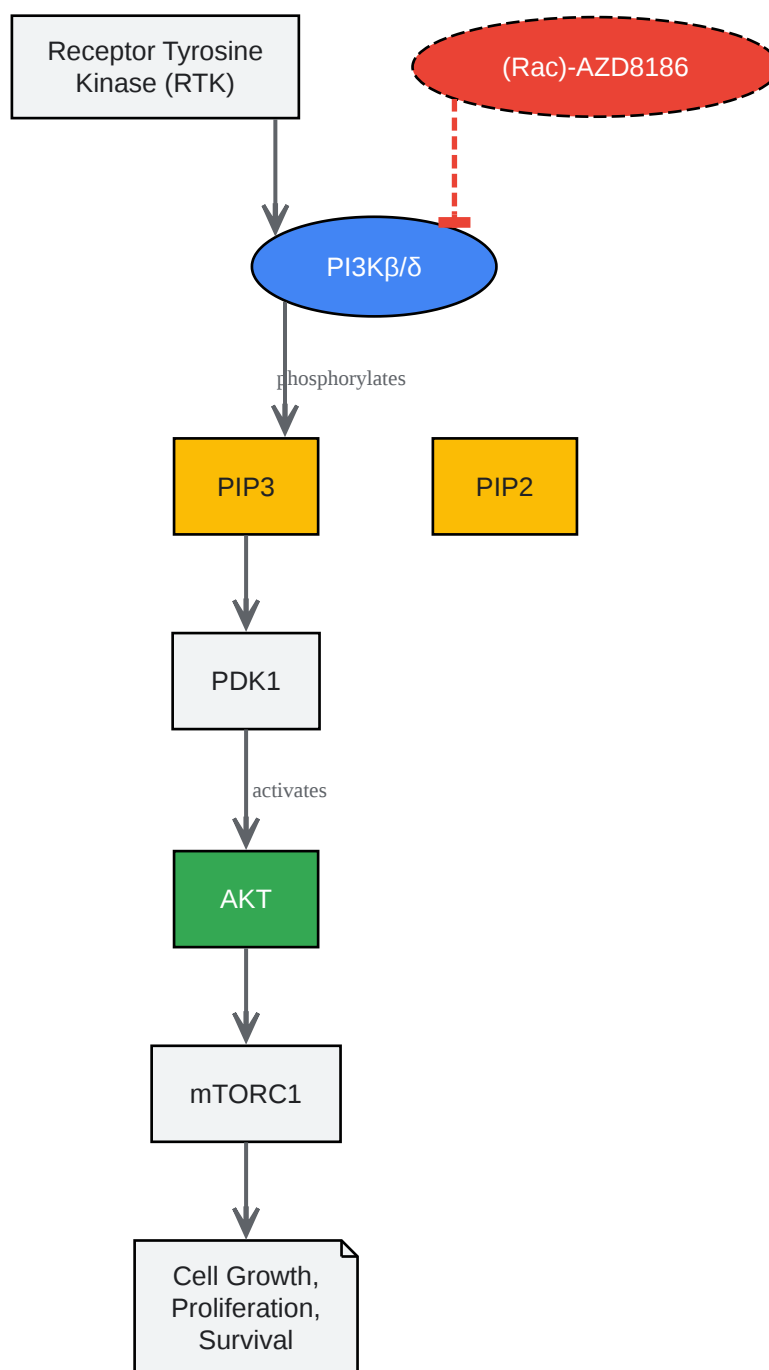 Receptor Tyrosine
Kinase (RTK)
(Rac)-AZD8186
PI3Kβ/δ
phosphorylates
PIP3
PIP2
PDK1
activates
AKT
mTORC1
Cell Growth,
Proliferation,
Survival